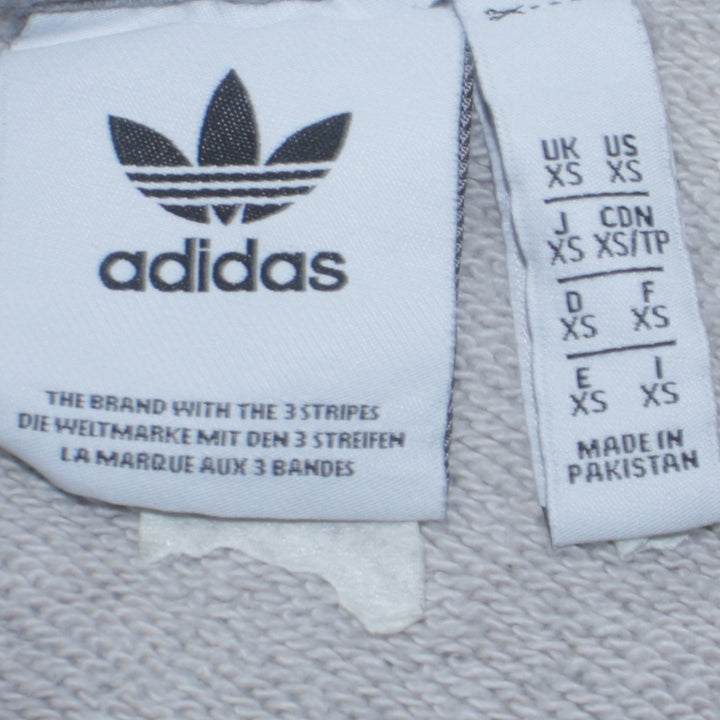 adidas
THE BRAND WITH THE 3 STRIPES
DIE WELTMARKE MIT DEN 3 STREIFEN
LA MARQUE AUX 3 BANDES
UK US
XS XS
J CDN
XS XS/TP
D F
XS XS
E I
XS XS
MADE IN
PAKISTAN